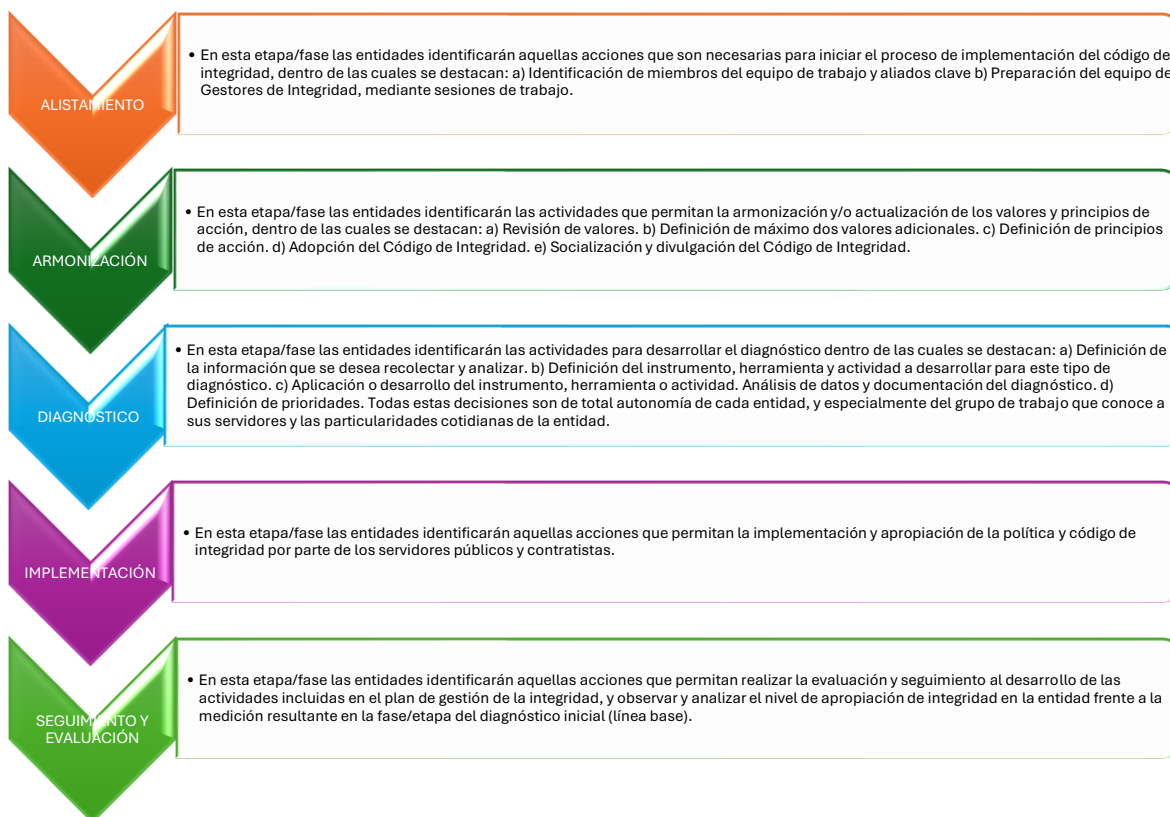 ALISTAMIENTO
• En esta etapa/fase las entidades identificarán aquellas acciones que son necesarias para iniciar el proceso de implementación del código de
integridad, dentro de las cuales se destacan: a) Identificación de miembros del equipo de trabajo y aliados clave b) Preparación del equipo de
Gestores de Integridad, mediante sesiones de trabajo.
ARMONIZACIÓN
• En esta etapa/fase las entidades identificarán las actividades que permitan la armonización y/o actualización de los valores y principios de
acción, dentro de las cuales se destacan: a) Revisión de valores. b) Definición de máximo dos valores adicionales. c) Definición de principios
de acción. d) Adopción del Código de Integridad. e) Socialización y divulgación del Código de Integridad.
DIAGNÓSTICO
• En esta etapa/fase las entidades identificarán las actividades para desarrollar el diagnóstico dentro de las cuales se destacan: a) Definición de
la información que se desea recolectar y analizar. b) Definición del instrumento, herramienta y actividad a desarrollar para este tipo de
diagnóstico. c) Aplicación o desarrollo del instrumento, herramienta o actividad. Análisis de datos y documentación del diagnóstico. d)
Definición de prioridades. Todas estas decisiones son de total autonomía de cada entidad, y especialmente del grupo de trabajo que conoce a
sus servidores y las particularidades cotidianas de la entidad.
IMPLEMENTACIÓN
• En esta etapa/fase las entidades identificarán aquellas acciones que permitan la implementación y apropiación de la política y código de
integridad por parte de los servidores públicos y contratistas.
SEGUIMIENTO Y
EVALUACIÓN
• En esta etapa/fase las entidades identificarán aquellas acciones que permitan realizar la evaluación y seguimiento al desarrollo de las
actividades incluidas en el plan de gestión de la integridad, y observar y analizar el nivel de apropiación de integridad en la entidad frente a la
medición resultante en la fase/etapa del diagnóstico inicial (línea base).